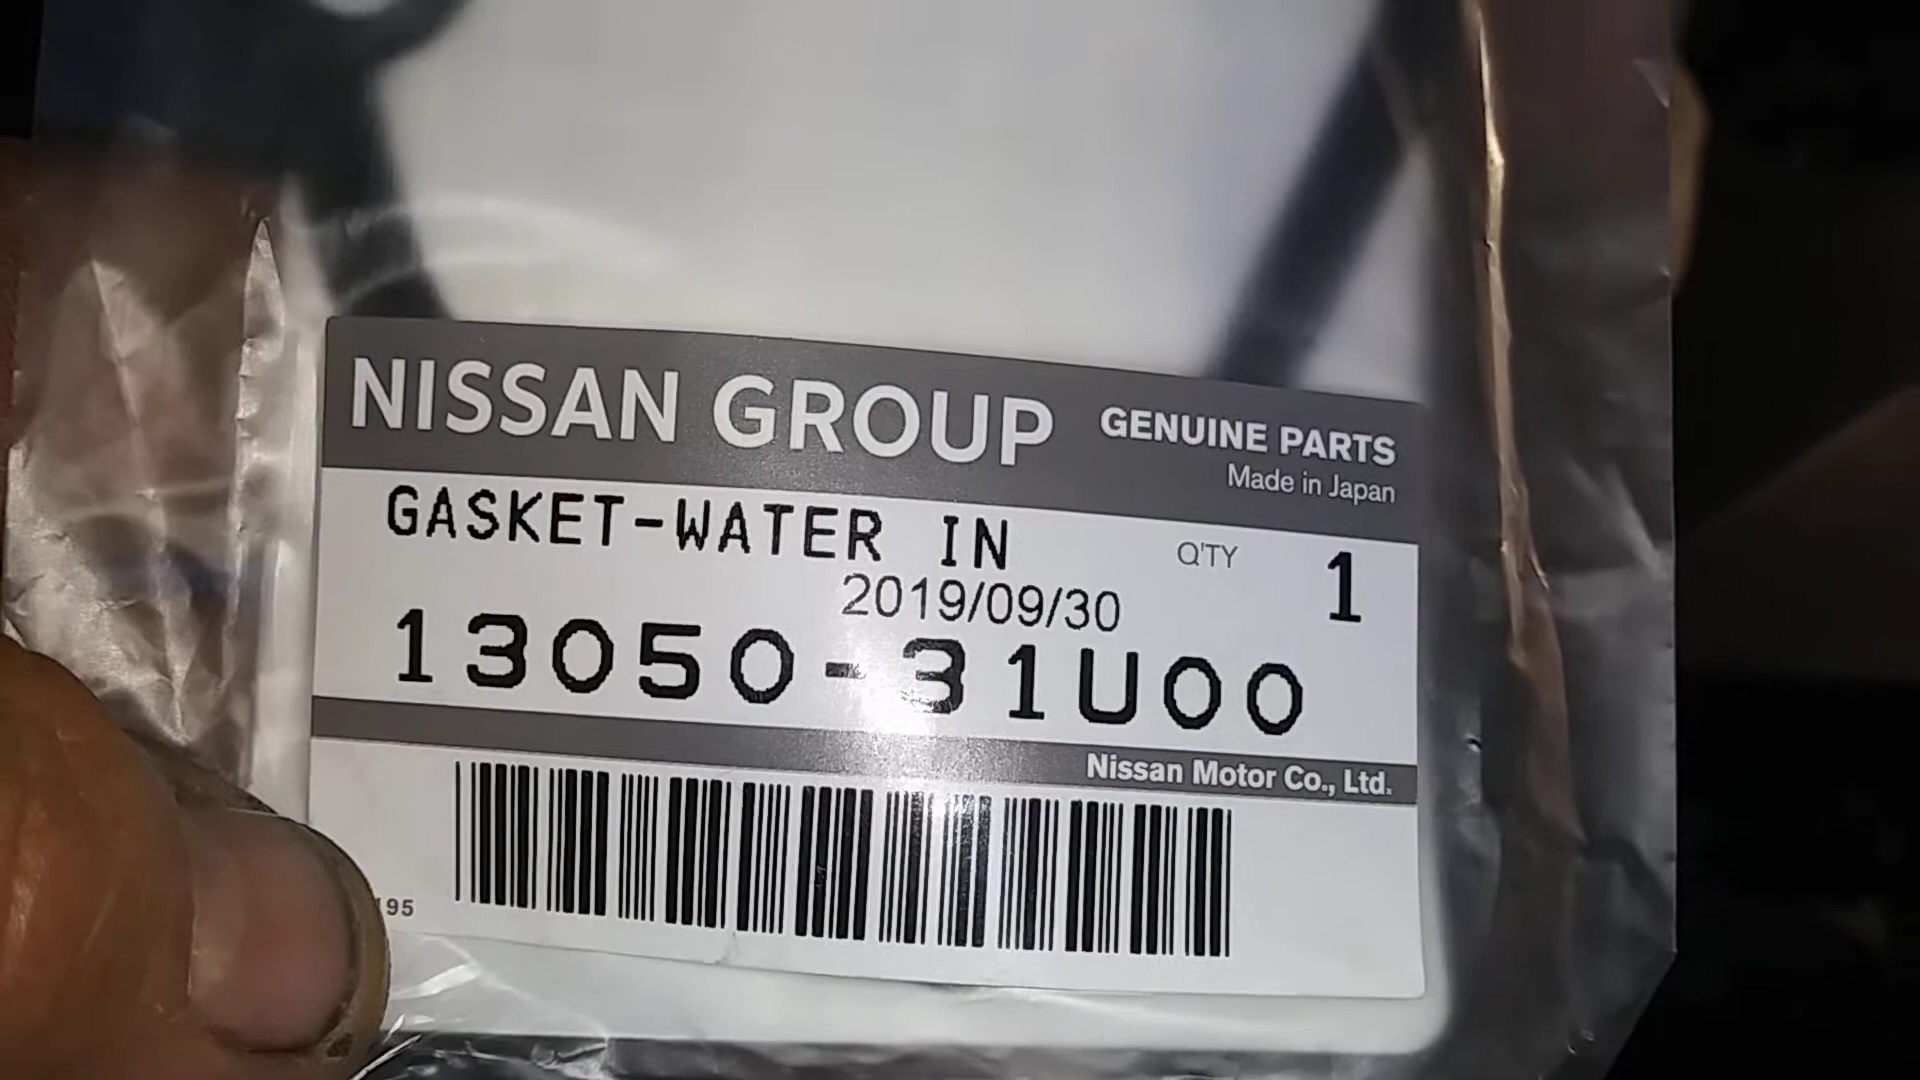 NISSAN GROUP GENUINE PARTS
Made in Japan
GASKET-WATER IN Q'TY 1
2019/09/30
13050-31U00
Nissan Motor Co., Ltd.
195